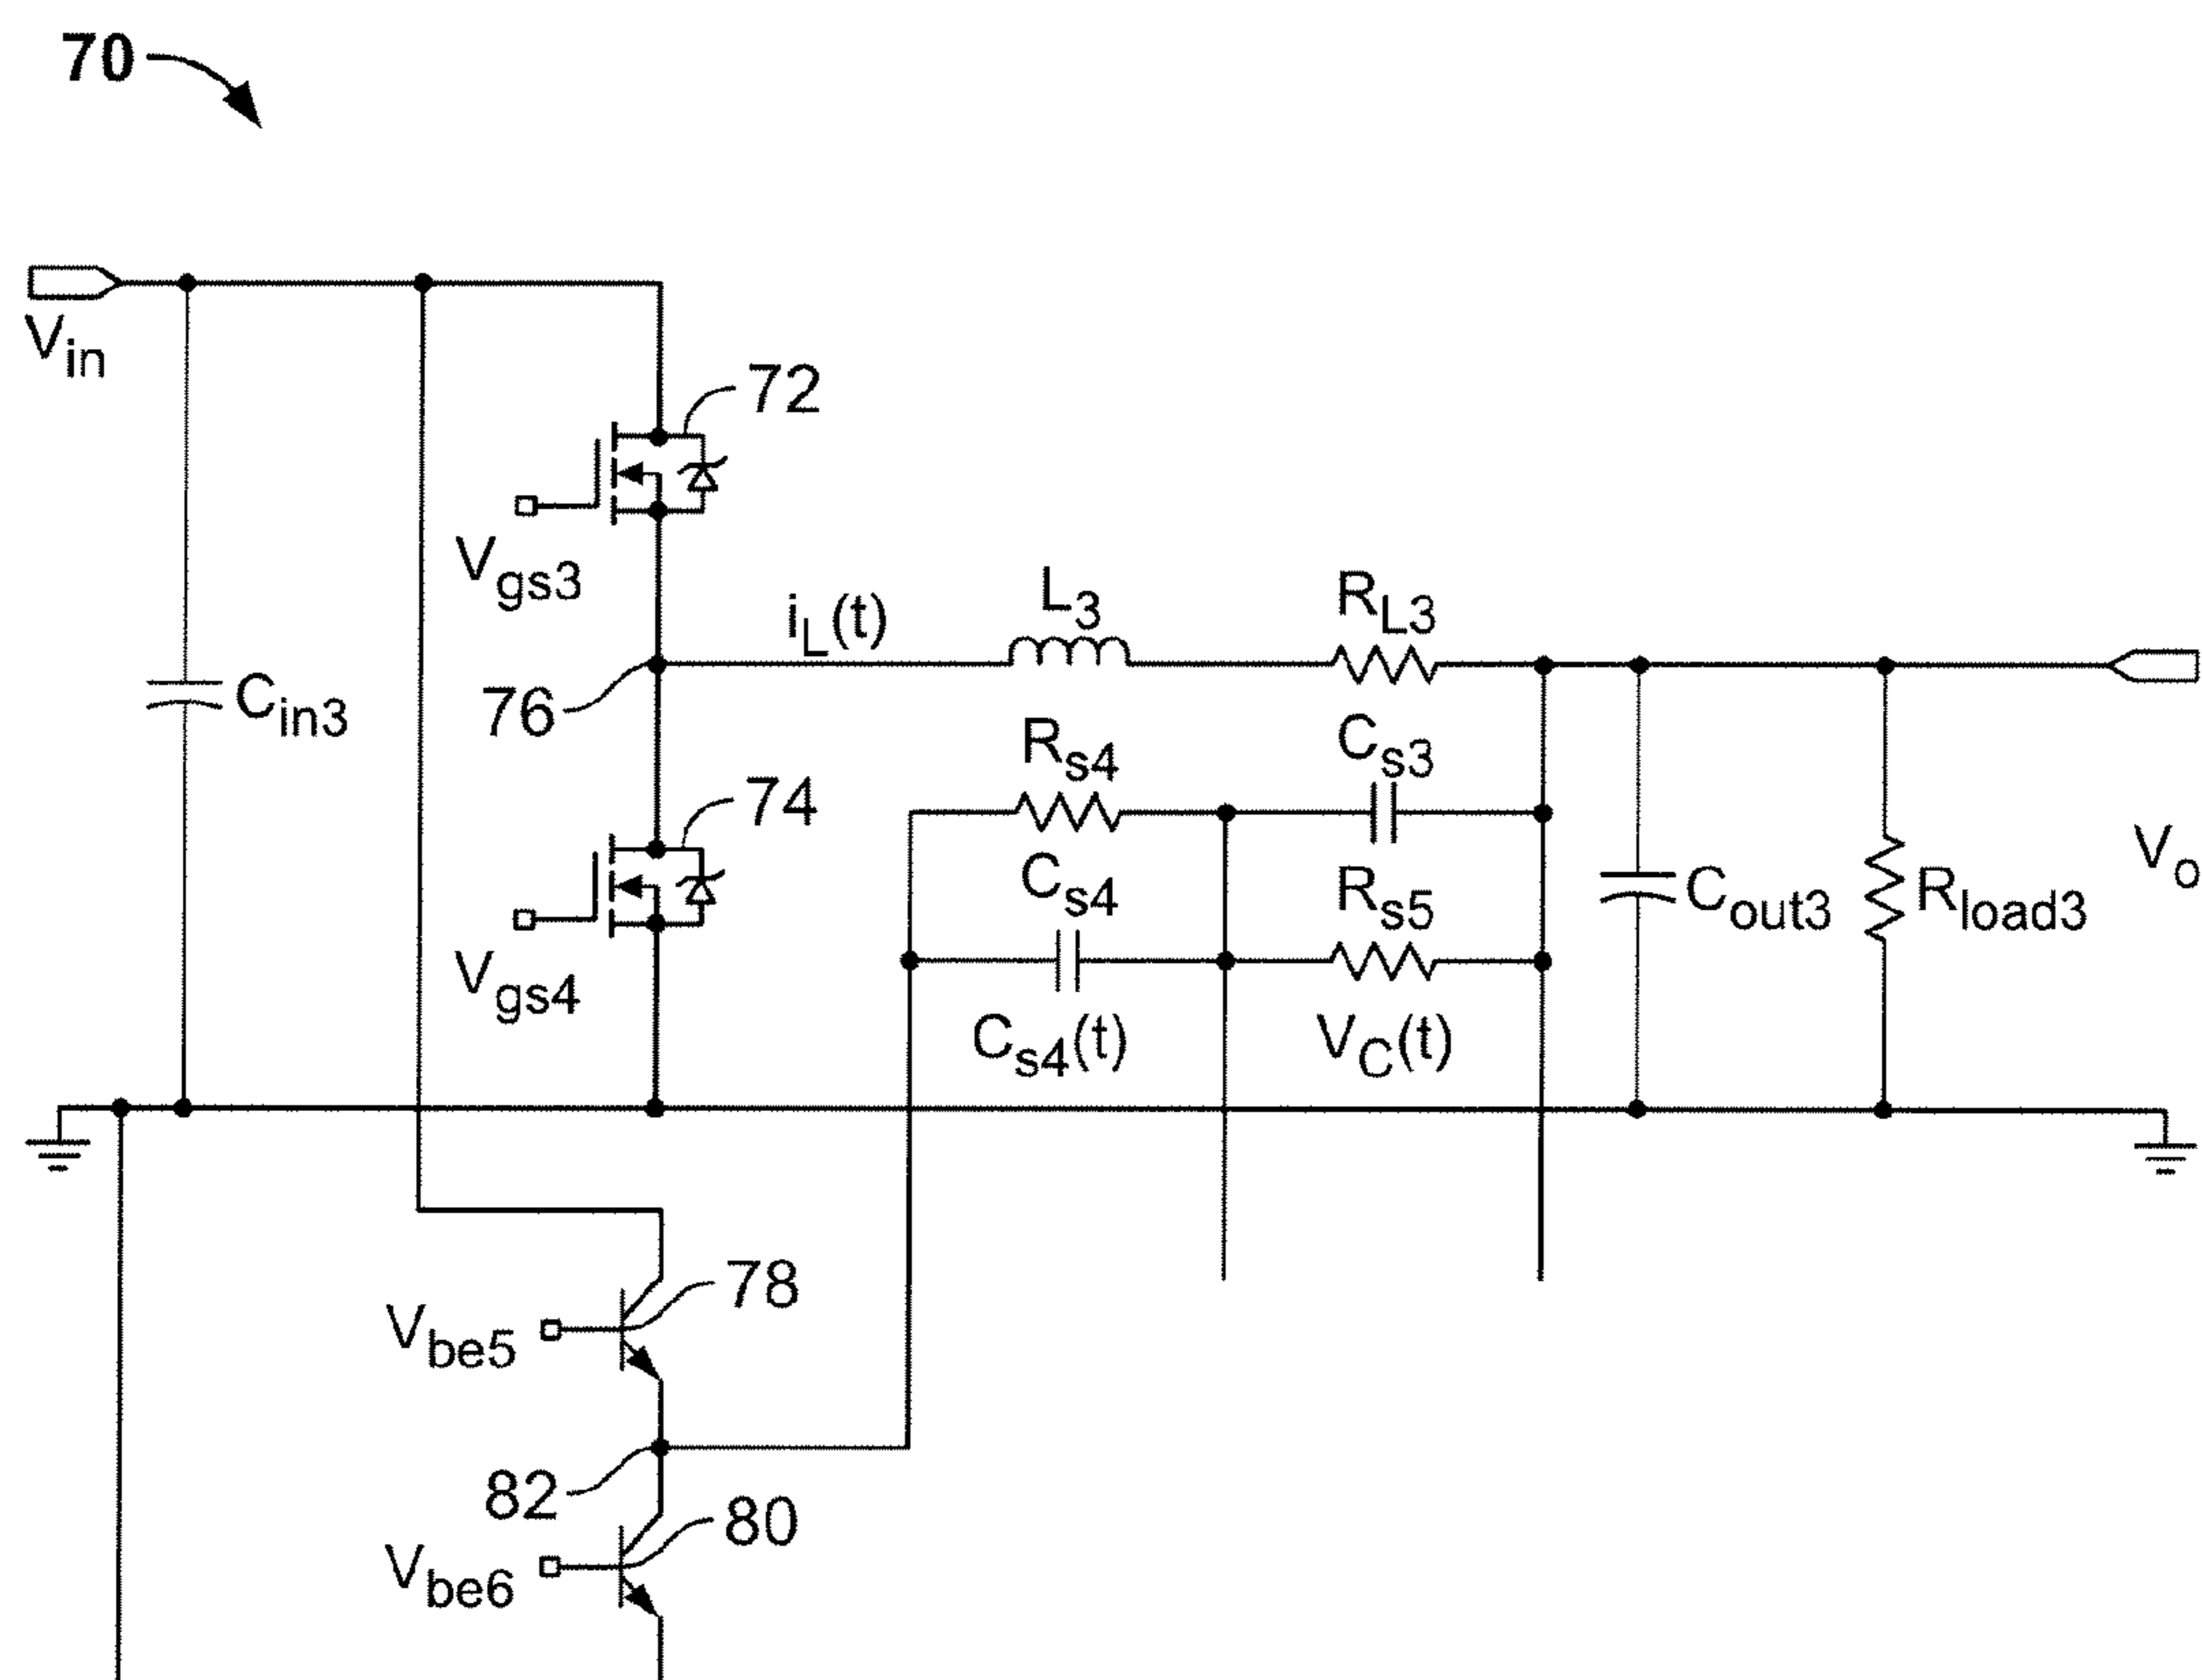 70
V_in
72
V_gs3
i_L(t)
L_3
R_L3
76
C_in3
R_s4
C_s3
74
V_gs4
C_s4
R_s5
C_out3
R_load3
V_o
C_s4(t)
V_C(t)
78
V_be5
82
80
V_be6